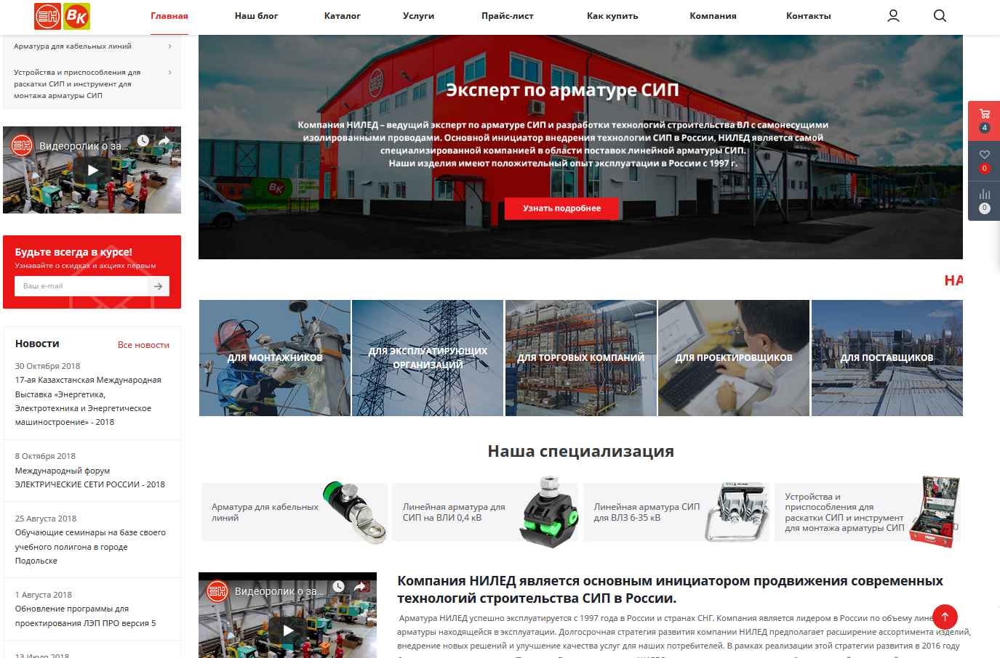 Главная
Наш блог
Каталог
Услуги
Прайс-лист
Как купить
Компания
Контакты
Арматура для кабельных линий
Устройства и приспособления для
раскатки СИП и инструмент для
монтажа арматуры СИП
Видеоролик о за...
Будьте всегда в курсе!
Узнавайте о скидках и акциях первым
Ваш e-mail
Новости
Все новости
30 Октября 2018
17-ая Казахстанская Международная
Выставка «Энергетика,
Электротехника и Энергетическое
машиностроение» - 2018
8 Октября 2018
Международный форум
ЭЛЕКТРИЧЕСКИЕ СЕТИ РОССИИ - 2018
25 Августа 2018
Обучающие семинары на базе своего
учебного полигона в городе
Подольске
1 Августа 2018
Обновление программы для
проектирования ЛЭП ПРО версия 5
13 Июля 2018
Эксперт по арматуре СИП
Компания НИЛЕД – ведущий эксперт по арматуре СИП и разработки технологий строительства ВЛ с самонесущими
изолированными проводами. Основной инициатор внедрения технологии СИП в России, НИЛЕД является самой
специализированной компанией в области поставок линейной арматуры СИП.
Наши изделия имеют положительный опыт эксплуатации в России с 1997 г.
Узнать подробнее
4
0
0
НА
ДЛЯ МОНТАЖНИКОВ
ДЛЯ ЭКСПЛУАТИРУЮЩИХ
ОРГАНИЗАЦИЙ
ДЛЯ ТОРГОВЫХ КОМПАНИЙ
ДЛЯ ПРОЕКТИРОВЩИКОВ
ДЛЯ ПОСТАВЩИКОВ
Наша специализация
Арматура для кабельных
линий
Линейная арматура для
СИП на ВЛИ 0,4 кВ
Линейная арматура СИП
для ВЛЗ 6-35 кВ
Устройства и
приспособления для
раскатки СИП и инструмент
для монтажа арматуры СИП
Видеоролик о за...
Компания НИЛЕД является основным инициатором продвижения современных
технологий строительства СИП в России.
Арматура НИЛЕД успешно эксплуатируется с 1997 года в России и странах СНГ. Компания является лидером в России по объему лине
арматуры находящейся в эксплуатации. Долгосрочная стратегия развития компании НИЛЕД предполагает расширение ассортимента изделий,
внедрение новых решений и улучшение качества услуг для наших потребителей. В рамках реализации этой стратегии развития в 2016 году